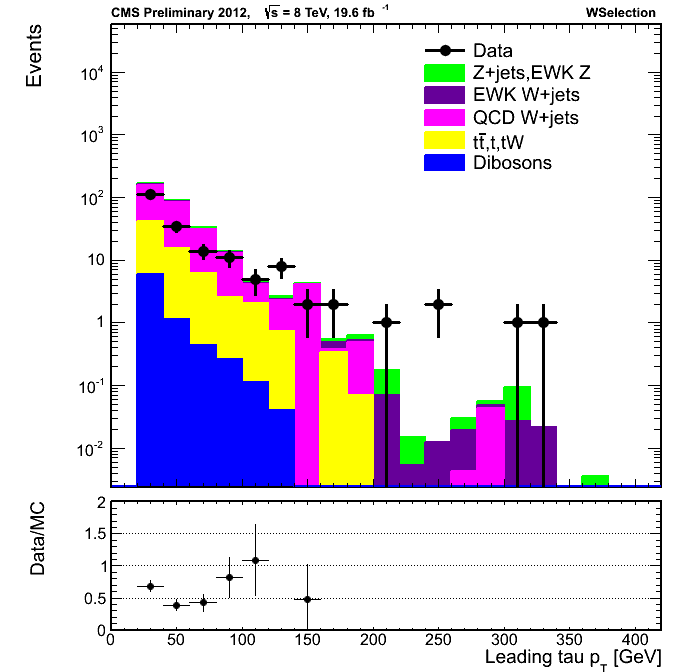 CMS Preliminary 2012, √s = 8 TeV, 19.6 fb⁻¹ WSelection
Events
Data
Z+jets,EWK Z
EWK W+jets
QCD W+jets
tt̄,t,tW
Dibosons
10⁴
10³
10²
10
1
10⁻¹
10⁻²
Data/MC
2
1.5
1
0.5
0
0 50 100 150 200 250 300 350 400
Leading tau p_T [GeV]